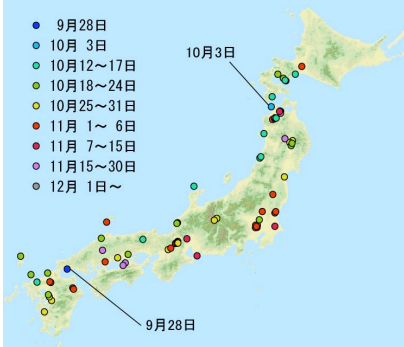 9月28日
10月 3日
10月12～17日
10月18～24日
10月25～31日
11月 1～ 6日
11月 7～15日
11月15～30日
12月 1日～
10月3日
9月28日